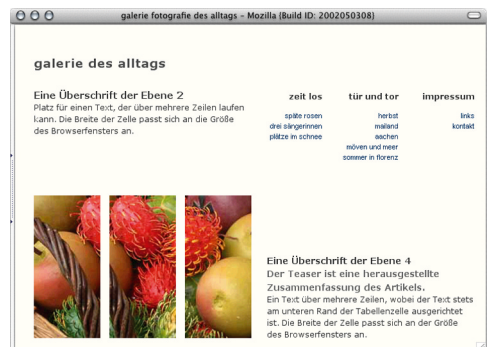 galerie fotografie des alltags – Mozilla {Build ID: 2002050308}
galerie des alltags
Eine Überschrift der Ebene 2
Platz für einen Text, der über mehrere Zeilen laufen
kann. Die Breite der Zelle passt sich an die Größe
des Browserfensters an.
zeit los
späte rosen
drei sängerinnen
plätze im schnee
tür und tor
herbst
mailand
aachen
möven und meer
sommer in florenz
impressum
links
kontakt
Eine Überschrift der Ebene 4
Der Teaser ist eine herausgestellte
Zusammenfassung des Artikels.
Ein Text über mehrere Zeilen, wobei der Text stets
am unteren Rand der Tabellenzelle ausgerichtet
ist. Die Breite der Zelle passt sich an der Größe
des Browserfensters an.